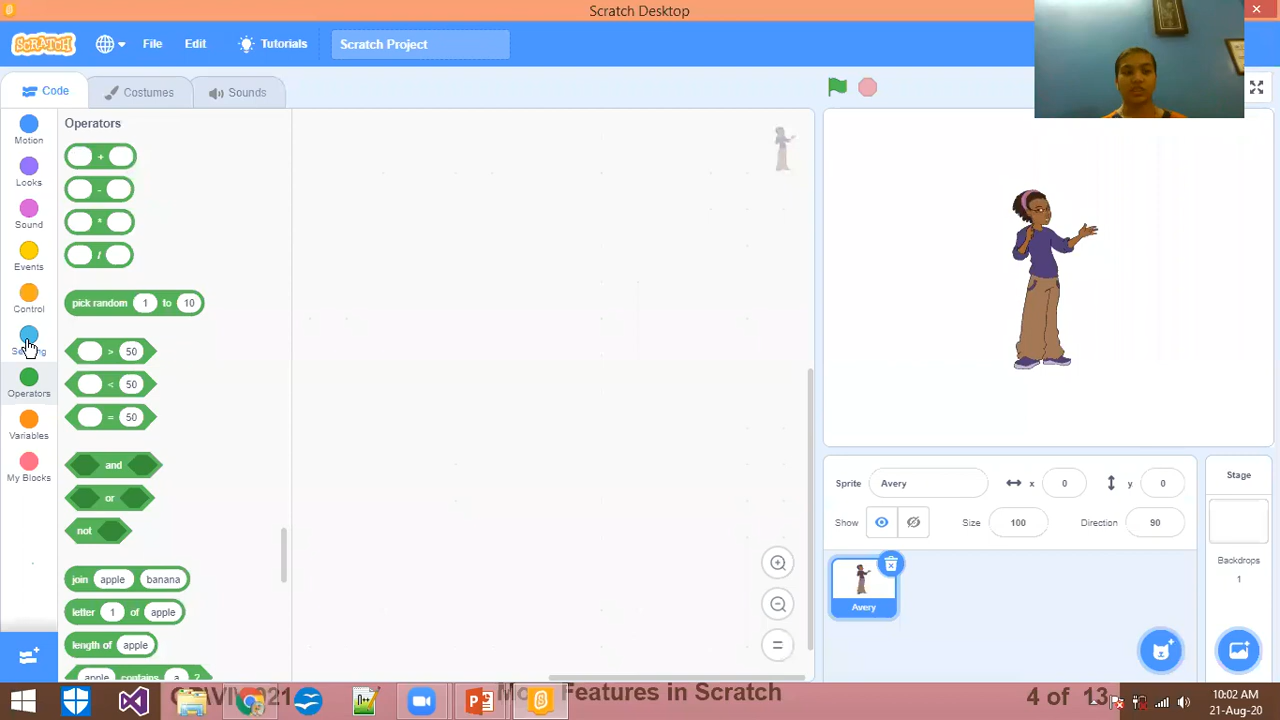 Scratch Desktop
SCRATCH
File Edit Tutorials Scratch Project
Code Costumes Sounds
Motion
Looks
Sound
Events
Control
Operators
Variables
My Blocks
Operators
+
-
*
/
pick random 1 to 10
> 50
< 50
= 50
and
or
not
join apple banana
letter 1 of apple
length of apple
apple contains a ?
Sprite Avery x 0 y 0
Show Size 100 Direction 90
Avery
Stage
Backdrops
1
Features in Scratch
4 of 13
10:02 AM
21-Aug-20